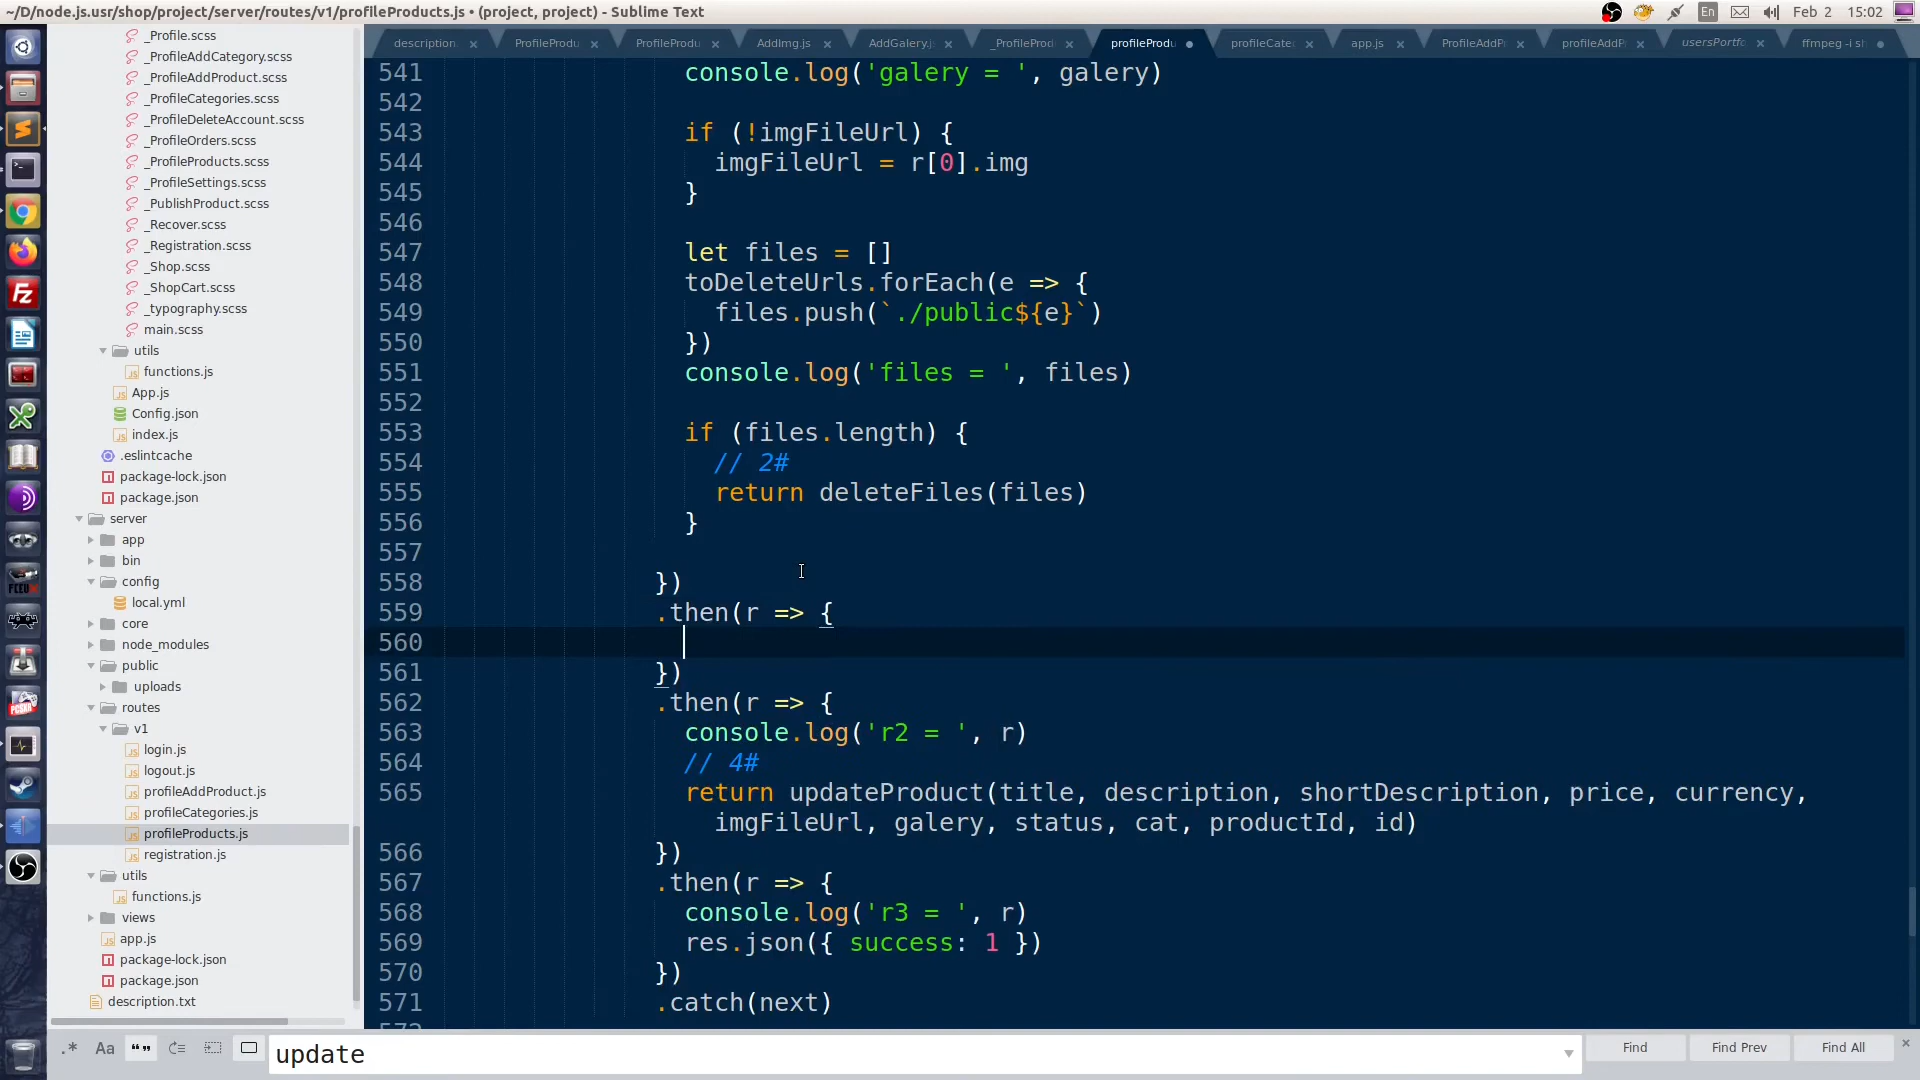 ~/D/node.js.usr/shop/project/server/routes/v1/profileProducts.js • (project, project) - Sublime Text
En
Feb 2
15:02
description
ProfileProdu
ProfileProdu
AddImg.js
AddGalery.j
_ProfileProd
profileProdu
profileCate
app.js
ProfileAddP
profileAddP
usersPortfo
ffmpeg -i s
_Profile.scss
_ProfileAddCategory.scss
_ProfileAddProduct.scss
_ProfileCategories.scss
_ProfileDeleteAccount.scss
_ProfileOrders.scss
_ProfileProducts.scss
_ProfileSettings.scss
_PublishProduct.scss
_Recover.scss
_Registration.scss
_Shop.scss
_ShopCart.scss
_typography.scss
main.scss
utils
functions.js
App.js
Config.json
index.js
.eslintcache
package-lock.json
package.json
server
app
bin
config
local.yml
core
node_modules
public
uploads
routes
v1
login.js
logout.js
profileAddProduct.js
profileCategories.js
profileProducts.js
registration.js
utils
functions.js
views
app.js
package-lock.json
package.json
description.txt
541 console.log('galery = ', galery)
542
543 if (!imgFileUrl) {
544 imgFileUrl = r[0].img
545 }
546
547 let files = []
548 toDeleteUrls.forEach(e => {
549 files.push(`./public${e}`)
550 })
551 console.log('files = ', files)
552
553 if (files.length) {
554 // 2#
555 return deleteFiles(files)
556 }
557
558 })
559 .then(r => {
560
561 })
562 .then(r => {
563 console.log('r2 = ', r)
564 // 4#
565 return updateProduct(title, description, shortDescription, price, currency,
imgFileUrl, galery, status, cat, productId, id)
566 })
567 .then(r => {
568 console.log('r3 = ', r)
569 res.json({ success: 1 })
570 })
571 .catch(next)
.* Aa “” update Find Find Prev Find All